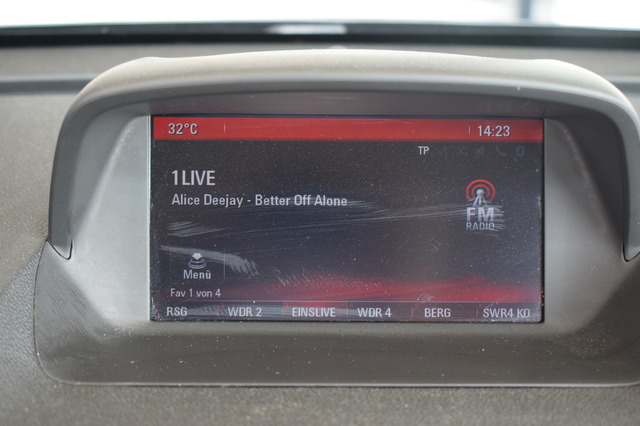 32°C 14:23
TP
1LIVE
Alice Deejay - Better Off Alone
FM
RADIO
Menü
Fav 1 von 4
RSG WDR 2 EINSLIVE WDR 4 BERG SWR4 KO